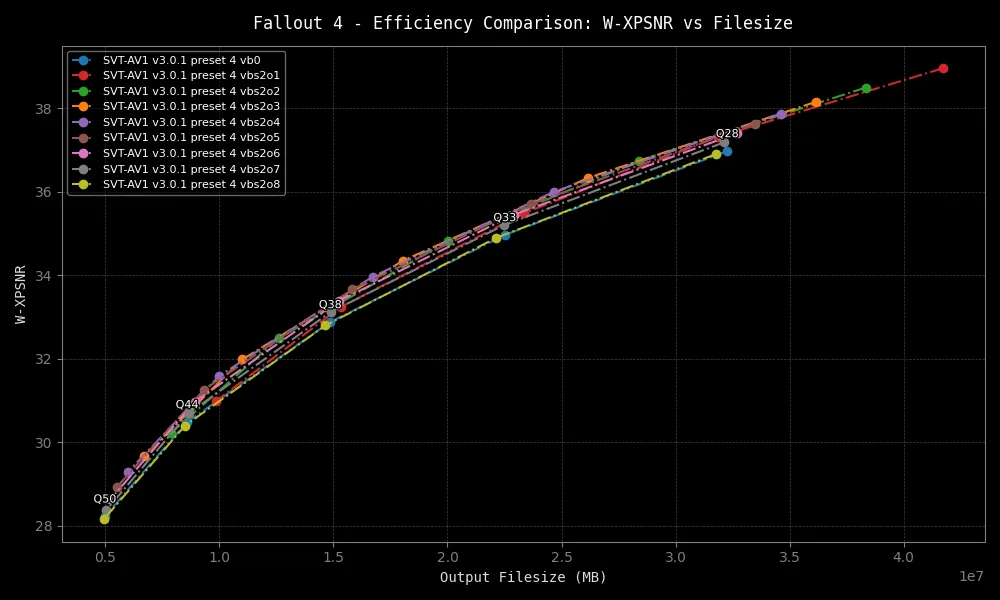 Fallout 4 - Efficiency Comparison: W-XPSNR vs Filesize
SVT-AV1 v3.0.1 preset 4 vb0
SVT-AV1 v3.0.1 preset 4 vbs2o1
SVT-AV1 v3.0.1 preset 4 vbs2o2
SVT-AV1 v3.0.1 preset 4 vbs2o3
SVT-AV1 v3.0.1 preset 4 vbs2o4
SVT-AV1 v3.0.1 preset 4 vbs2o5
SVT-AV1 v3.0.1 preset 4 vbs2o6
SVT-AV1 v3.0.1 preset 4 vbs2o7
SVT-AV1 v3.0.1 preset 4 vbs2o8
W-XPSNR
38
36
34
32
30
28
Q28
Q33
Q38
Q44
Q50
0.5 1.0 1.5 2.0 2.5 3.0 3.5 4.0
1e7
Output Filesize (MB)